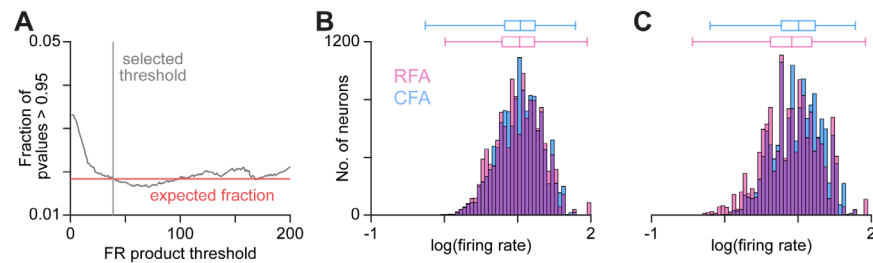 A
0.05
selected
threshold
Fraction of
pvalues > 0.95
expected fraction
0.01
0
100
200
FR product threshold
B
1200
RFA
CFA
No. of neurons
0
-1
log(firing rate)
2
C
-1
log(firing rate)
2